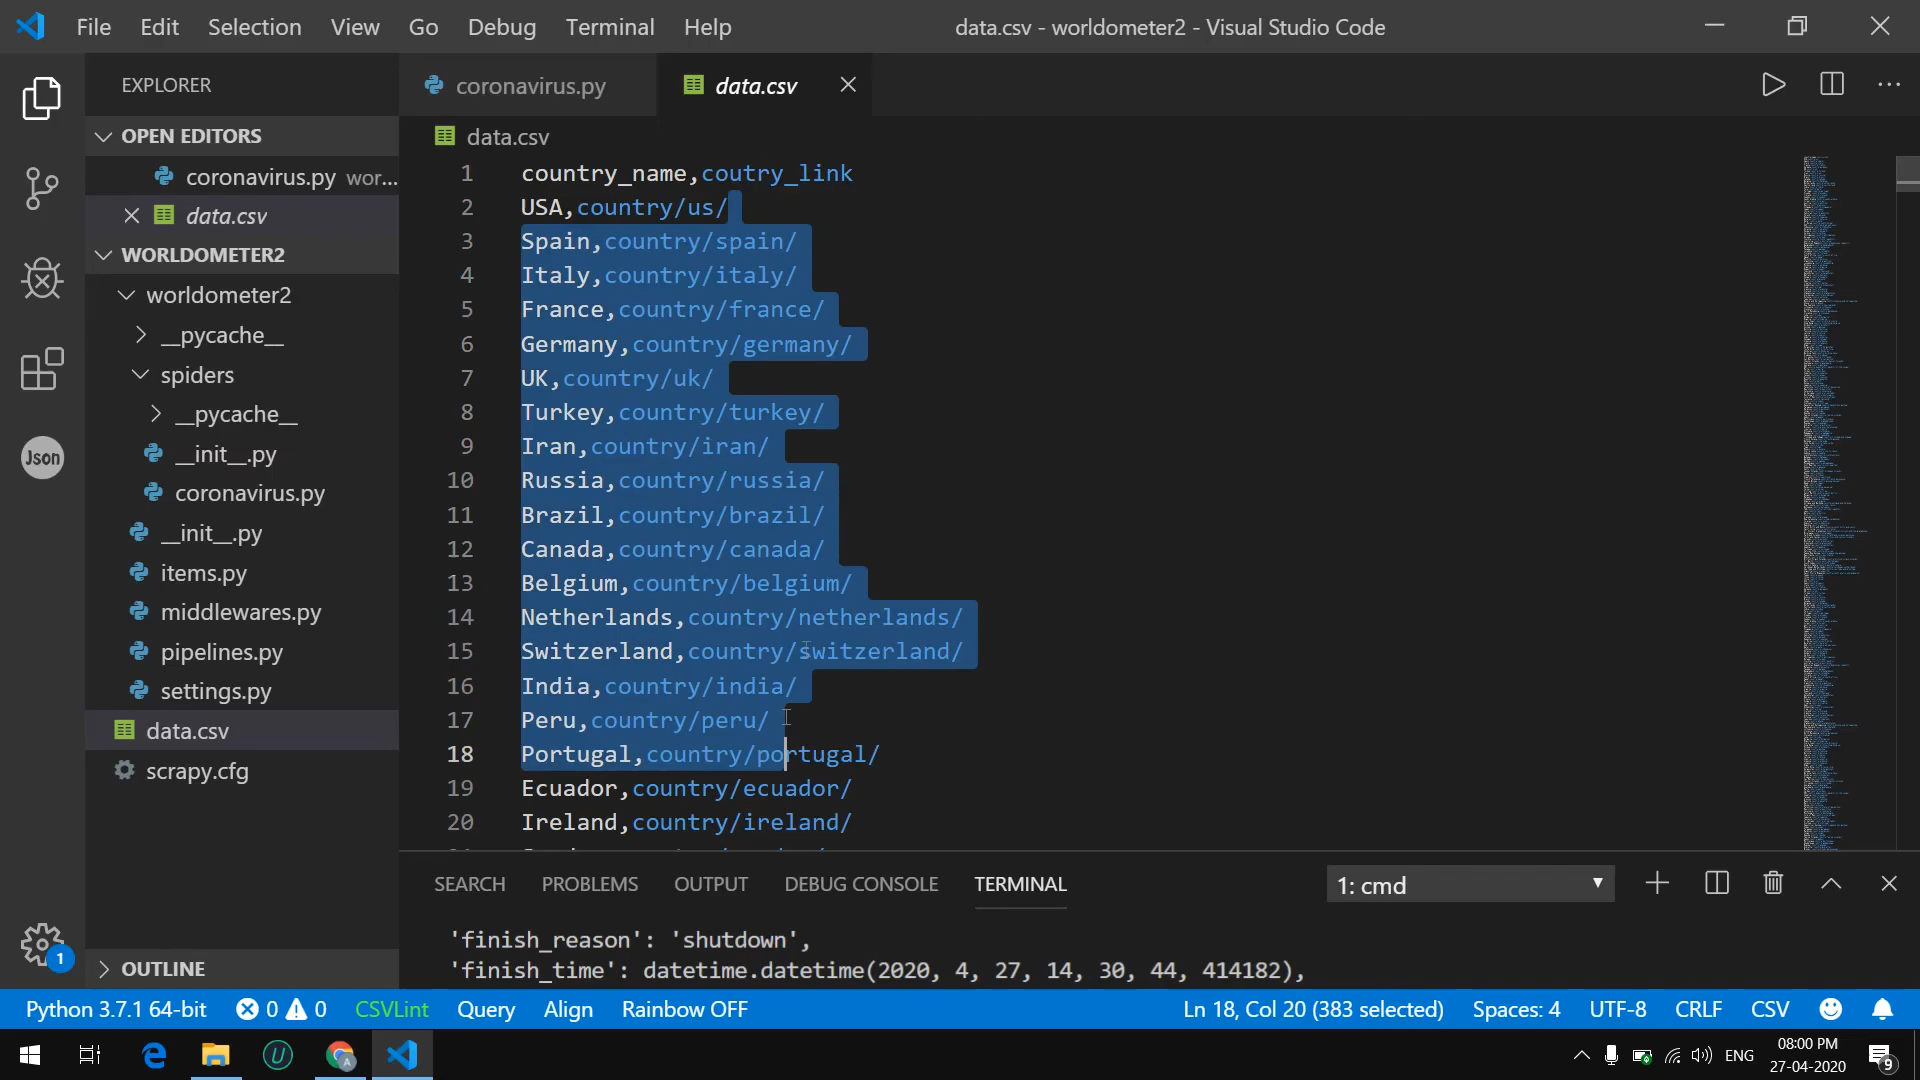 File Edit Selection View Go Debug Terminal Help
data.csv - worldometer2 - Visual Studio Code
EXPLORER
OPEN EDITORS
coronavirus.py wor...
data.csv
WORLDOMETER2
worldometer2
__pycache__
spiders
__pycache__
__init__.py
coronavirus.py
__init__.py
items.py
middlewares.py
pipelines.py
settings.py
data.csv
scrapy.cfg
OUTLINE
Json
1
coronavirus.py
data.csv
data.csv
1 country_name,coutry_link
2 USA,country/us/
3 Spain,country/spain/
4 Italy,country/italy/
5 France,country/france/
6 Germany,country/germany/
7 UK,country/uk/
8 Turkey,country/turkey/
9 Iran,country/iran/
10 Russia,country/russia/
11 Brazil,country/brazil/
12 Canada,country/canada/
13 Belgium,country/belgium/
14 Netherlands,country/netherlands/
15 Switzerland,country/switzerland/
16 India,country/india/
17 Peru,country/peru/
18 Portugal,country/portugal/
19 Ecuador,country/ecuador/
20 Ireland,country/ireland/
SEARCH PROBLEMS OUTPUT DEBUG CONSOLE TERMINAL
1: cmd
'finish_reason': 'shutdown',
'finish_time': datetime.datetime(2020, 4, 27, 14, 30, 44, 414182),
Python 3.7.1 64-bit 0 0 CSVLint Query Align Rainbow OFF
Ln 18, Col 20 (383 selected) Spaces: 4 UTF-8 CRLF CSV
ENG
08:00 PM
27-04-2020
9